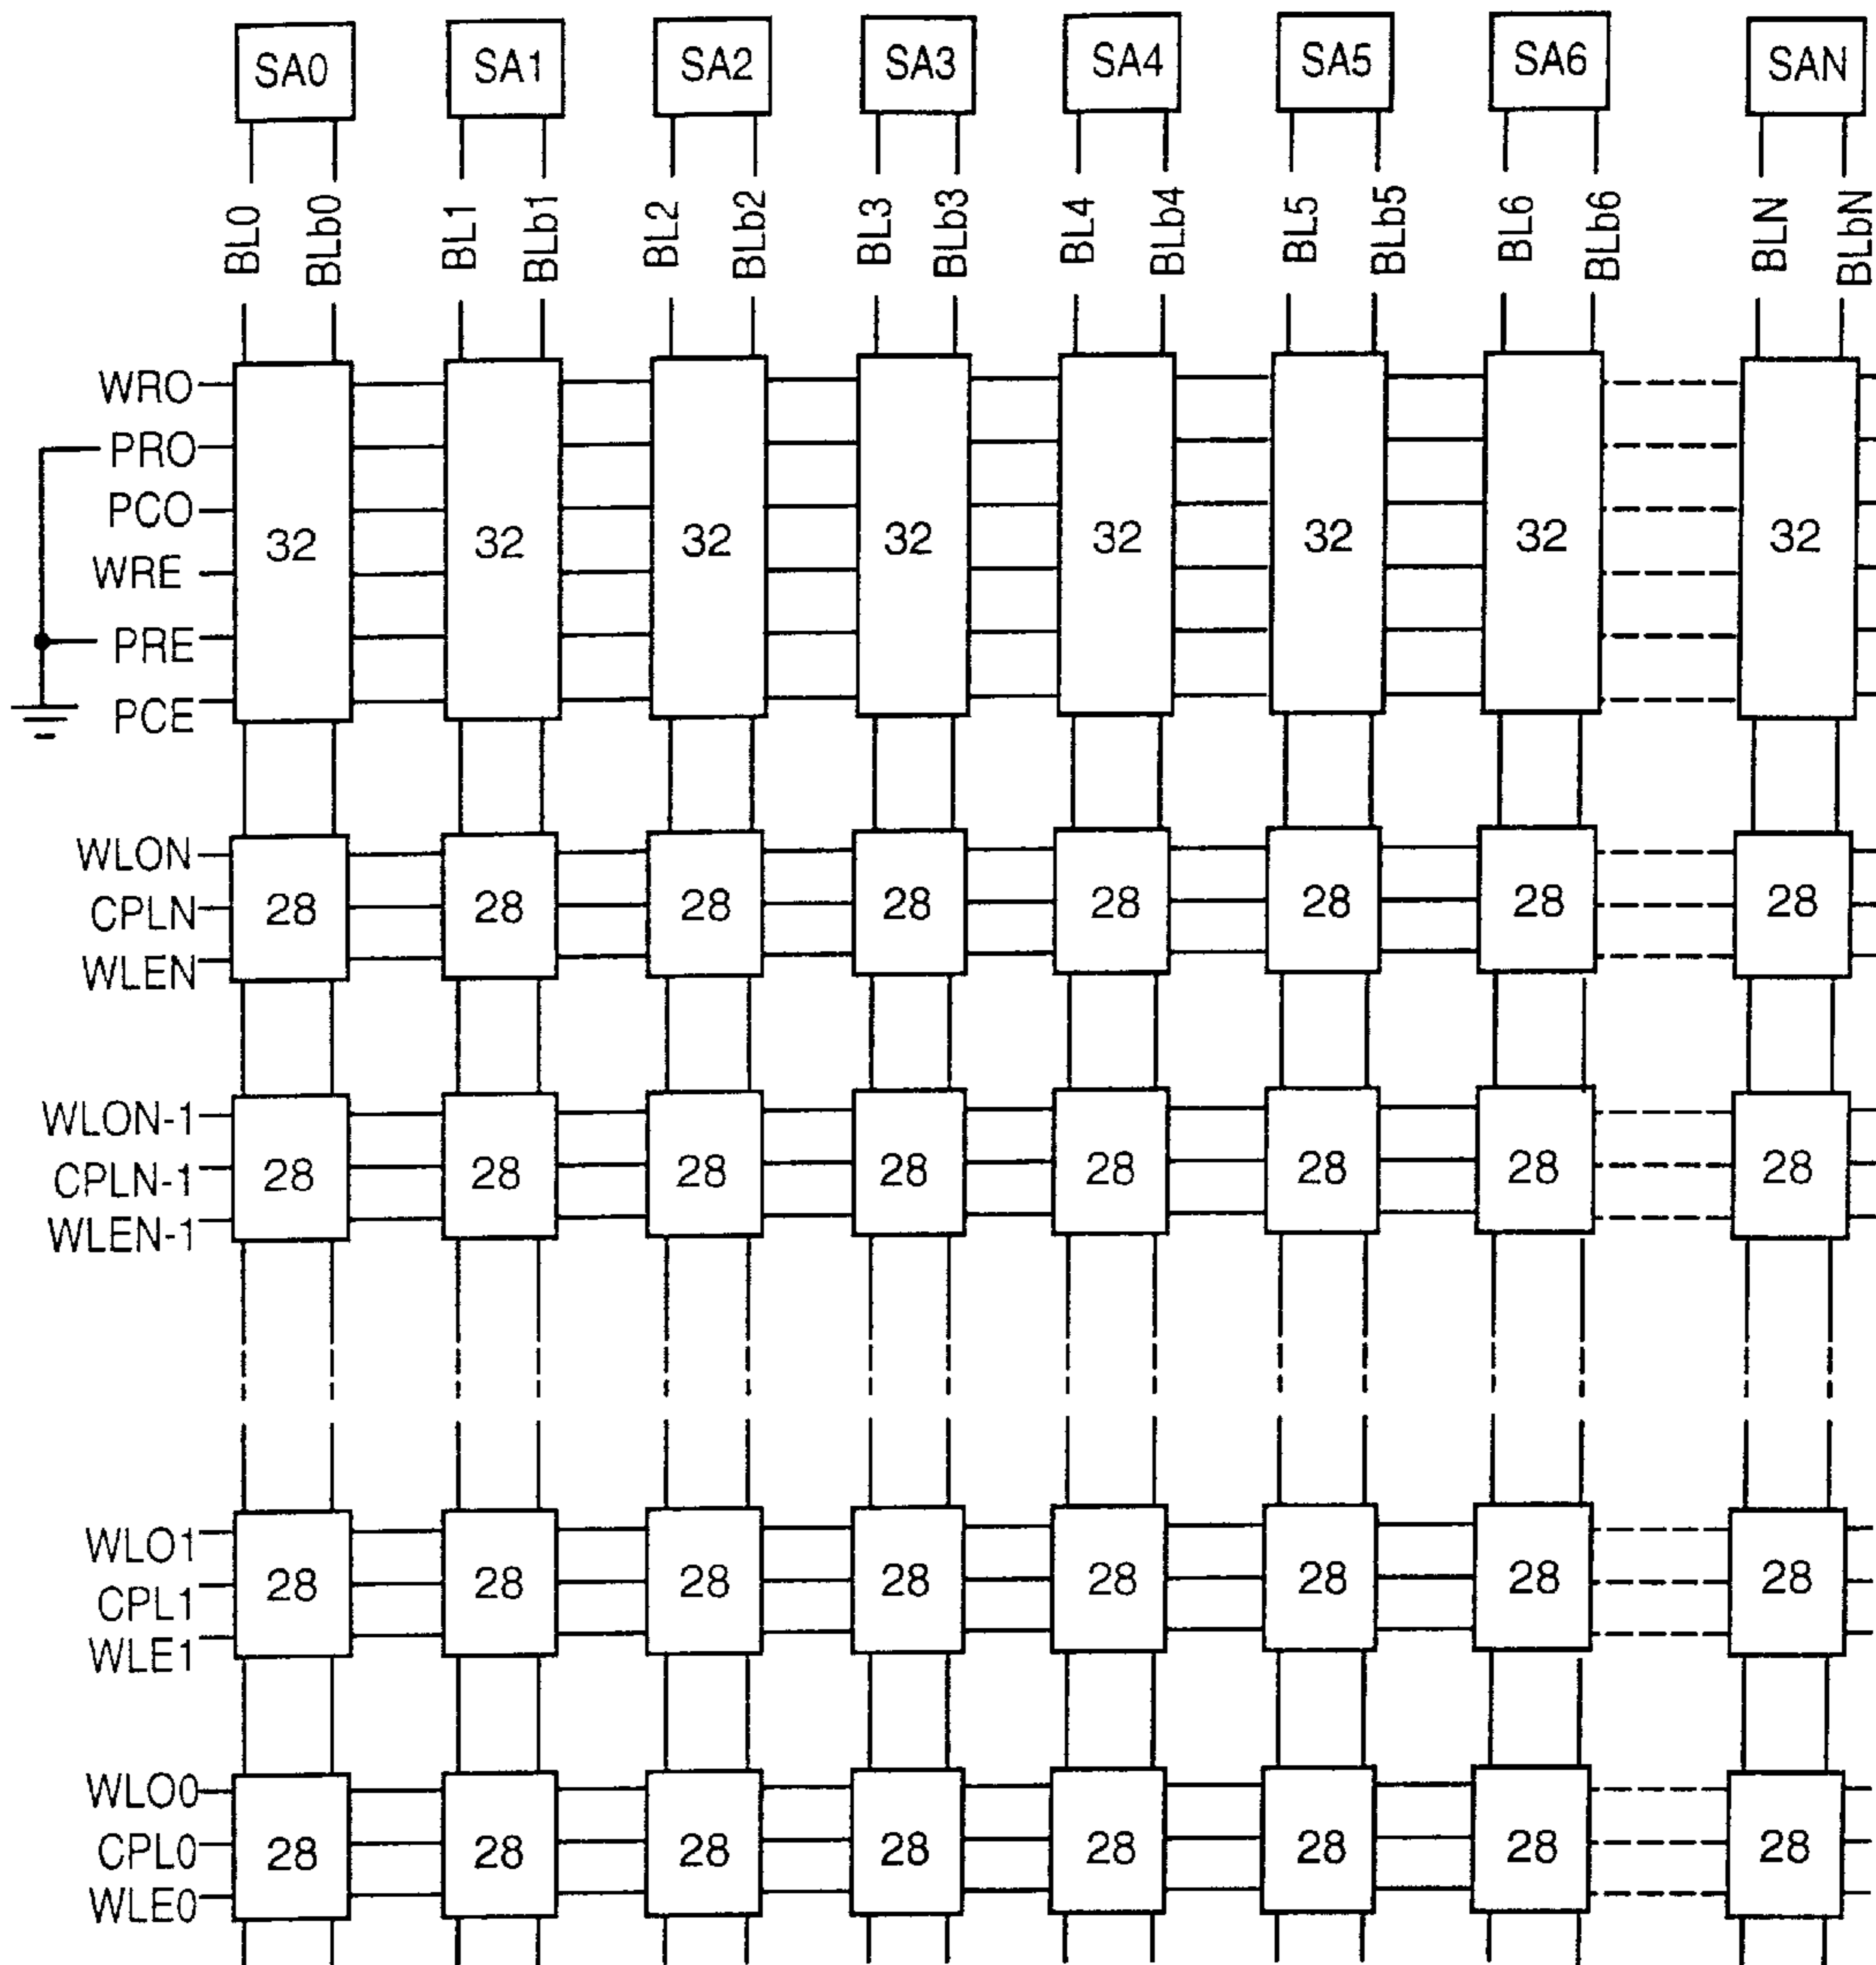 SA0 SA1 SA2 SA3 SA4 SA5 SA6 SAN
BL0 BLb0 BL1 BLb1 BL2 BLb2 BL3 BLb3 BL4 BLb4 BL5 BLb5 BL6 BLb6 BLN BLbN
WRO
PRO
PCO
32 32 32 32 32 32 32 32
WRE
PRE
PCE
WLON
CPLN 28 28 28 28 28 28 28 28
WLEN
WLON-1
CPLN-1 28 28 28 28 28 28 28 28
WLEN-1
WLO1
CPL1 28 28 28 28 28 28 28 28
WLE1
WLO0
CPL0 28 28 28 28 28 28 28 28
WLE0